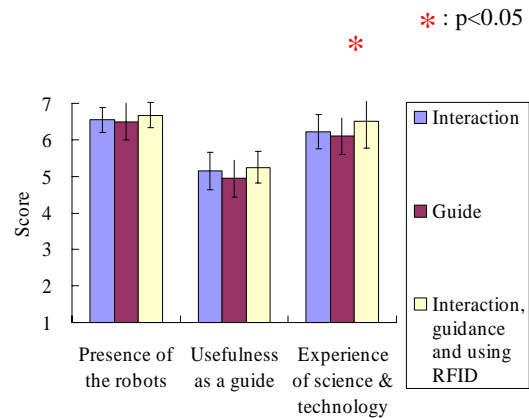 * : p<0.05
*
7
6
5
4
3
2
1
Score
Presence of
the robots
Usefulness
as a guide
Experience
of science &
technology
Interaction
Guide
Interaction,
guidance
and using
RFID